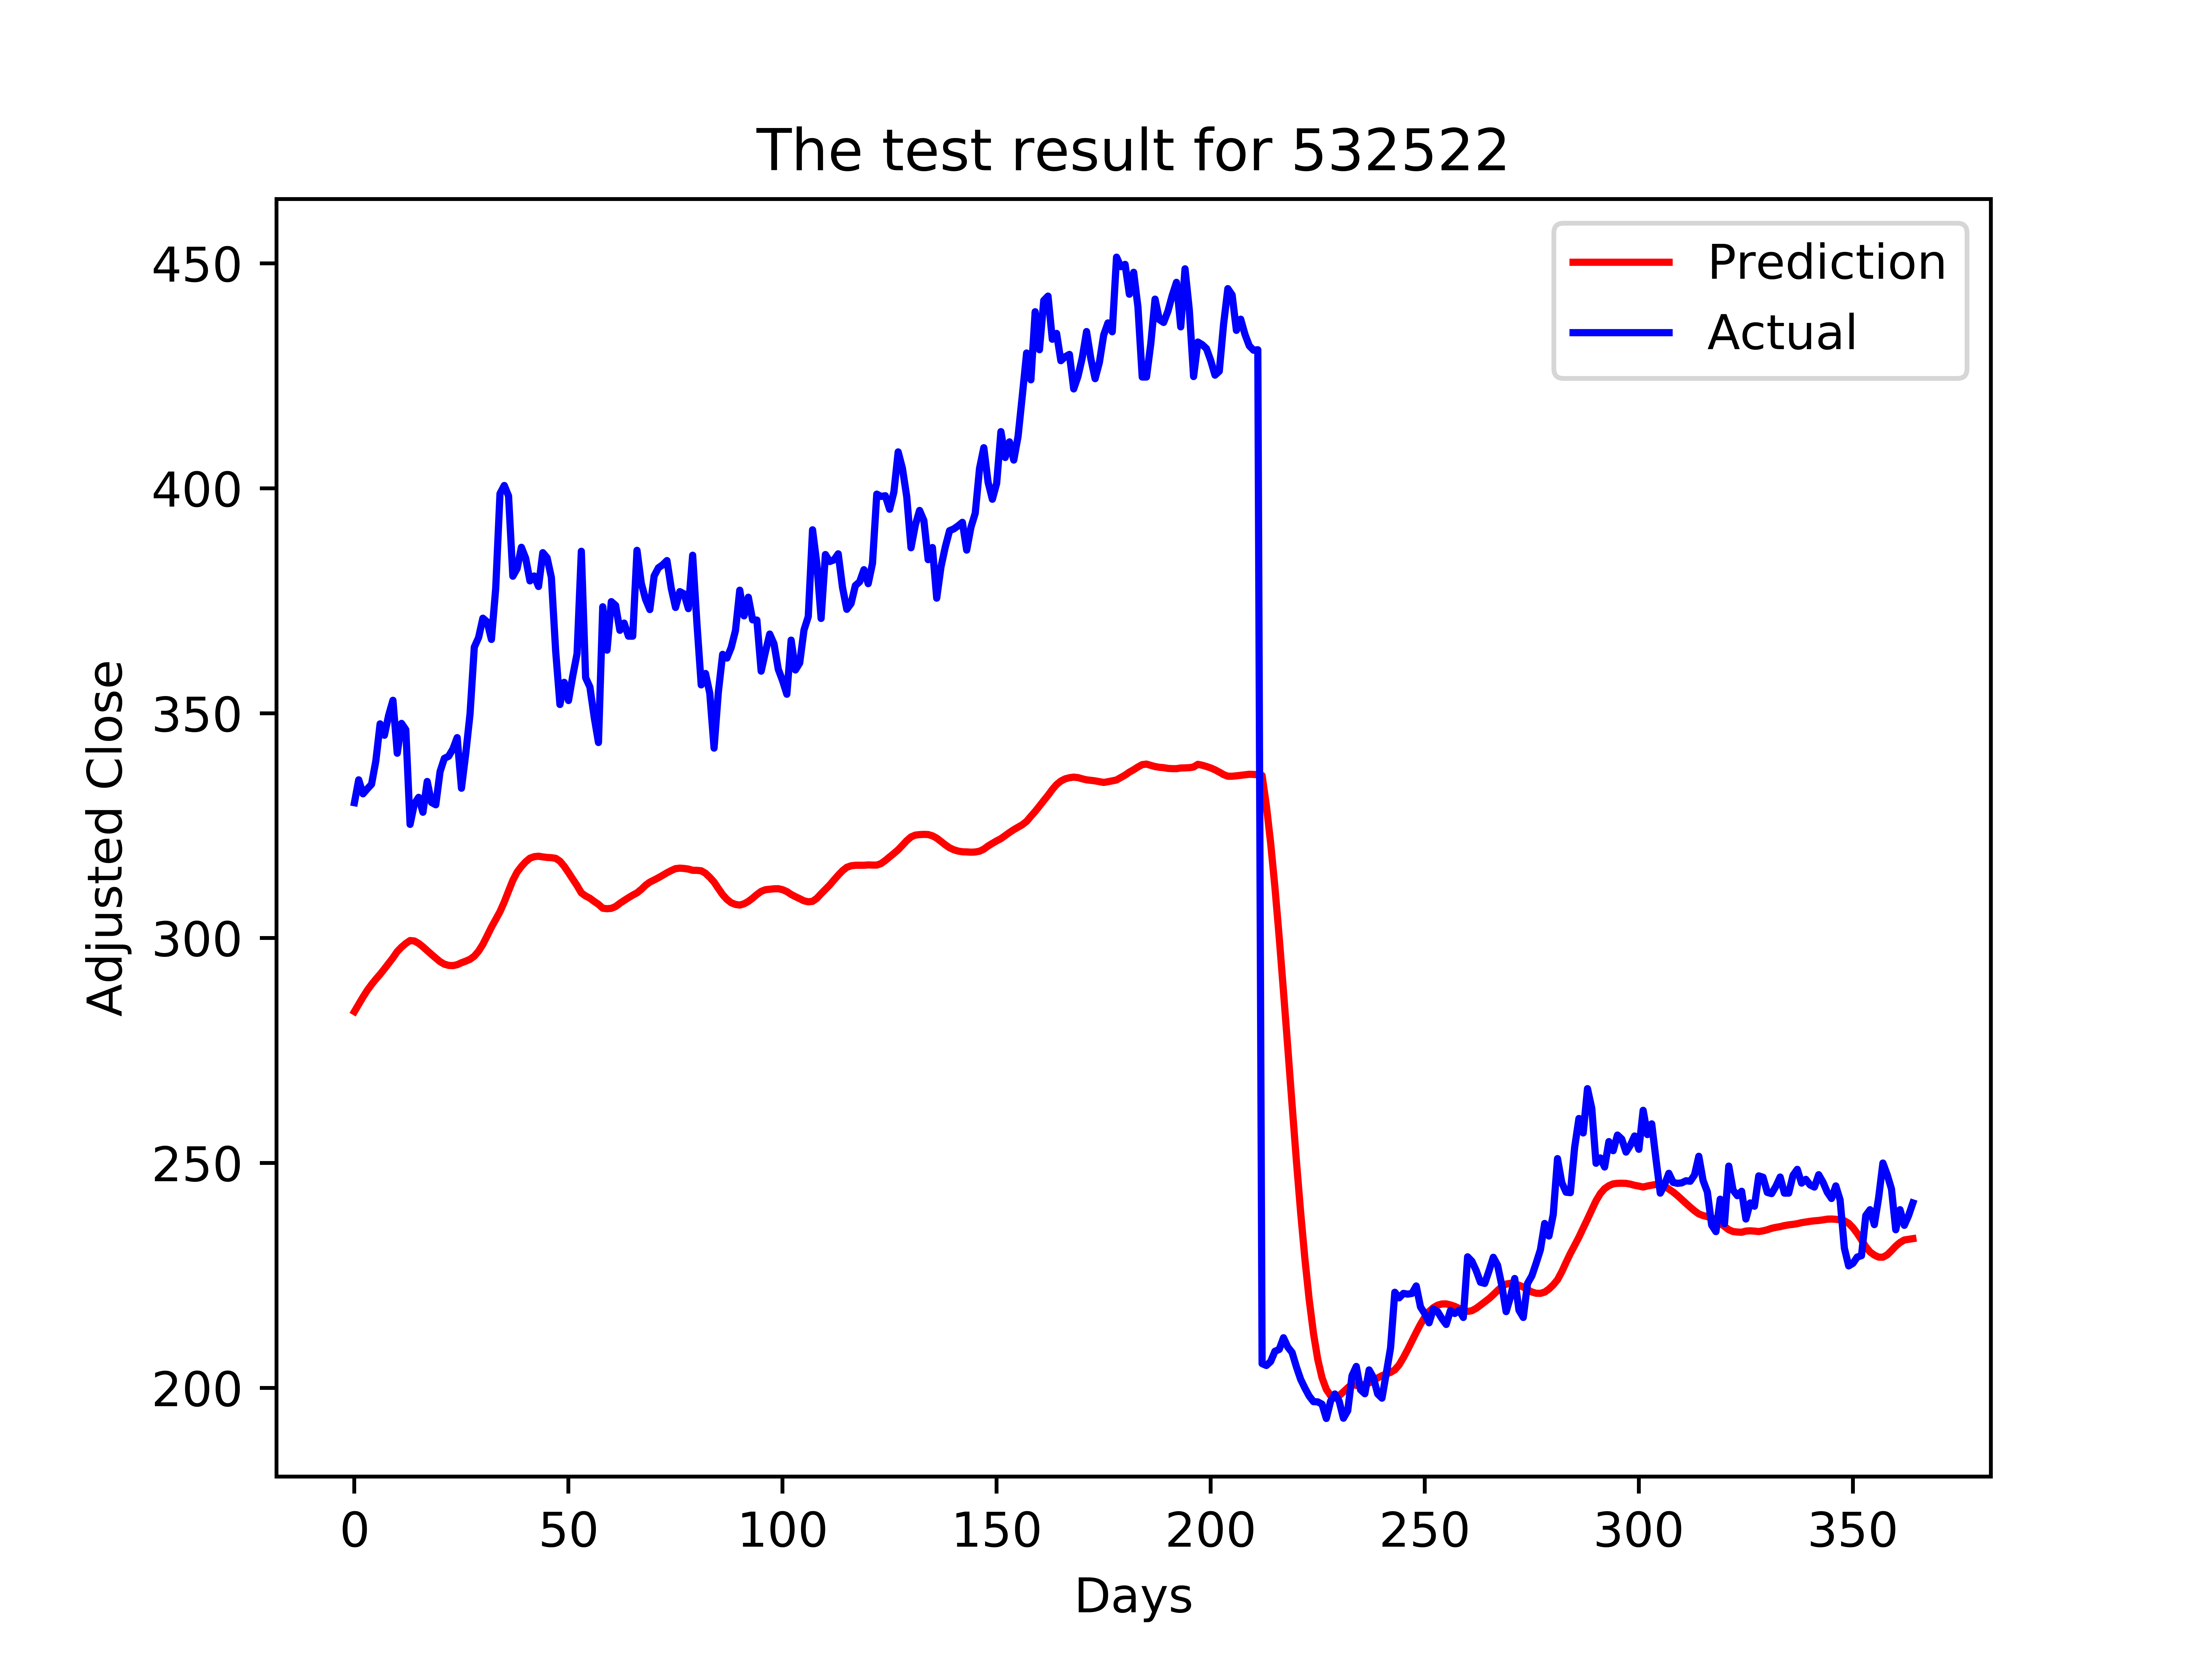 The test result for 532522
Prediction
Actual
450
400
350
300
250
200
Adjusted Close
0 50 100 150 200 250 300 350
Days